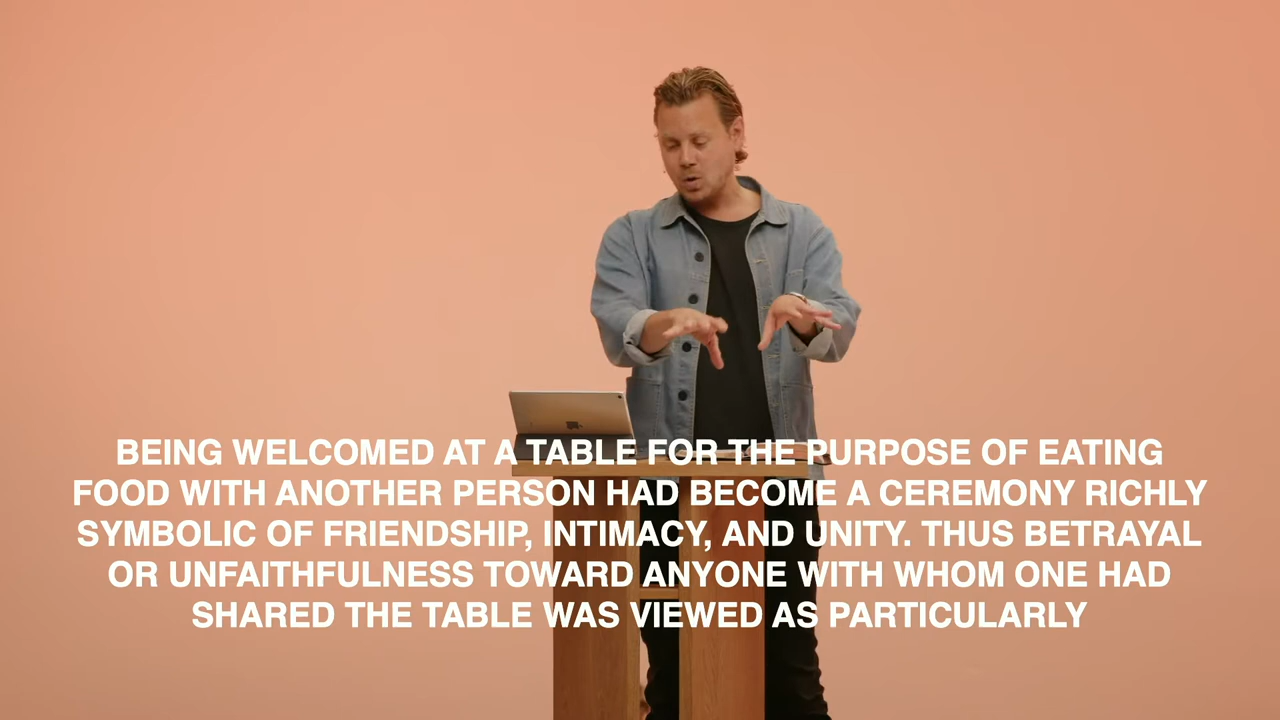 BEING WELCOMED AT A TABLE FOR THE PURPOSE OF EATING
FOOD WITH ANOTHER PERSON HAD BECOME A CEREMONY RICHLY
SYMBOLIC OF FRIENDSHIP, INTIMACY, AND UNITY. THUS BETRAYAL
OR UNFAITHFULNESS TOWARD ANYONE WITH WHOM ONE HAD
SHARED THE TABLE WAS VIEWED AS PARTICULARLY